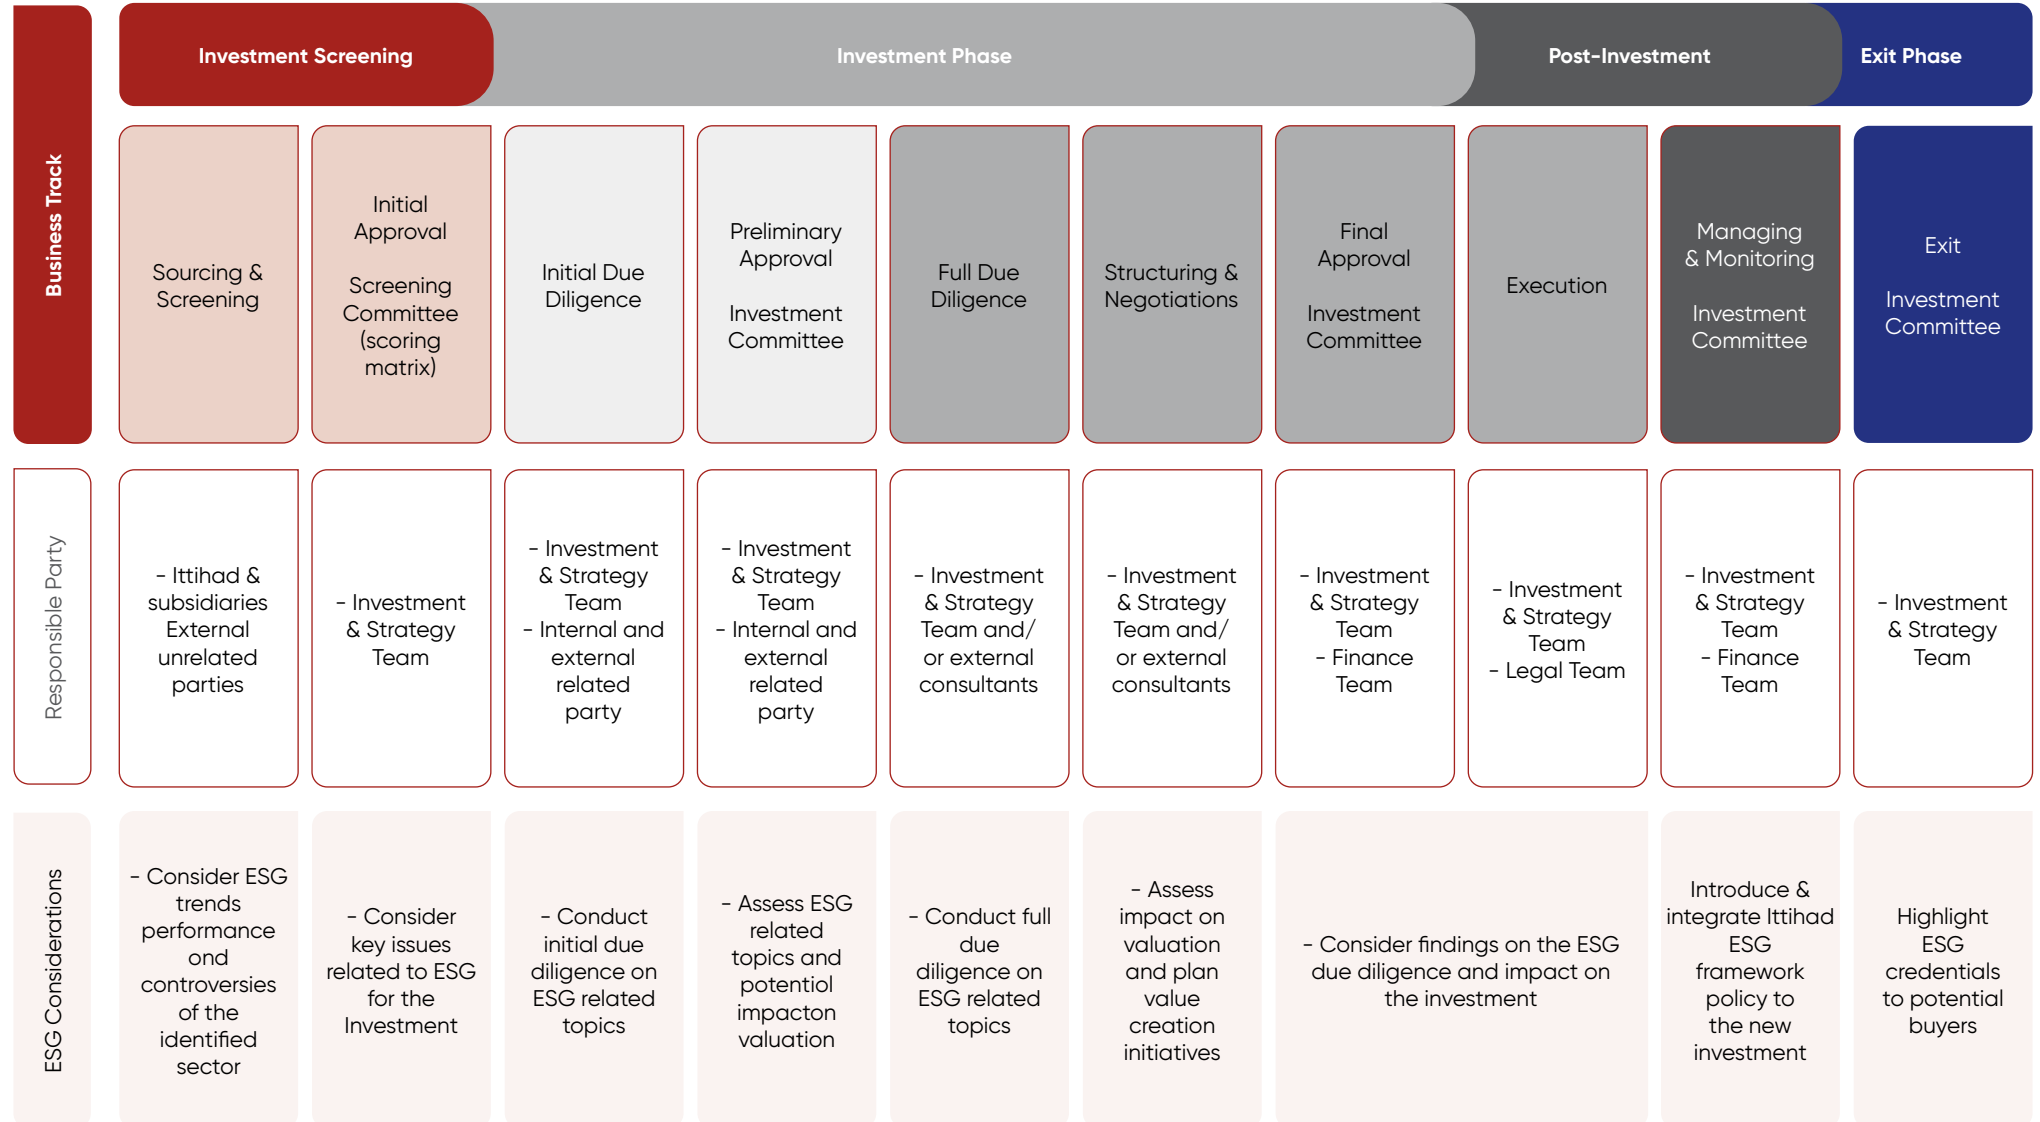 Investment Screening
Investment Phase
Post-Investment
Exit Phase
Business Track
Sourcing &
Screening
Initial
Approval
Screening
Committee
(scoring
matrix)
Initial Due
Diligence
Preliminary
Approval
Investment
Committee
Full Due
Diligence
Structuring &
Negotiations
Final
Approval
Investment
Committee
Execution
Managing
& Monitoring
Investment
Committee
Exit
Investment
Committee
Responsible Party
- Ittihad &
subsidiaries
External
unrelated
parties
- Investment
& Strategy
Team
- Investment
& Strategy
Team
- Internal and
external
related
party
- Investment
& Strategy
Team
- Internal and
external
related
party
- Investment
& Strategy
Team and/
or external
consultants
- Investment
& Strategy
Team and/
or external
consultants
- Investment
& Strategy
Team
- Finance
Team
- Investment
& Strategy
Team
- Legal Team
- Investment
& Strategy
Team
- Finance
Team
- Investment
& Strategy
Team
ESG Considerations
- Consider ESG
trends
performance
ond
controversies
of the
identified
sector
- Consider
key issues
related to ESG
for the
Investment
- Conduct
initial due
diligence on
ESG related
topics
- Assess ESG
related
topics and
potentiol
impacton
valuation
- Conduct full
due
diligence on
ESG related
topics
- Assess
impact on
valuation
and plan
value
creation
initiatives
- Consider findings on the ESG
due diligence and impact on
the investment
Introduce &
integrate Ittihad
ESG
framework
policy to
the new
investment
Highlight
ESG
credentials
to potential
buyers